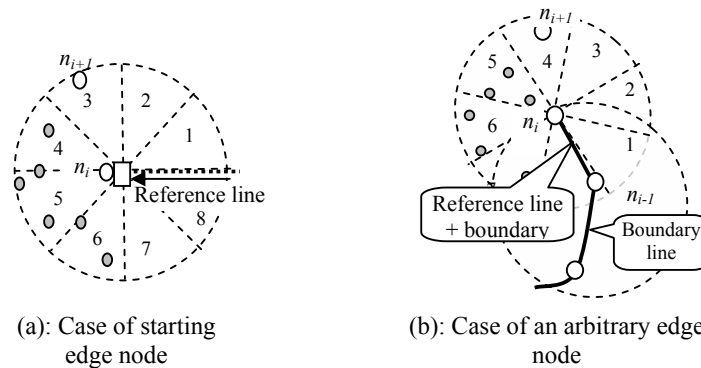 n_{i+1}
3
2
1
4
n_i
Reference line
5
6
7
8
(a): Case of starting
edge node
n_{i+1}
5
4
3
2
n_i
6
1
n_{i-1}
Reference line
+ boundary
Boundary
line
(b): Case of an arbitrary edge
node